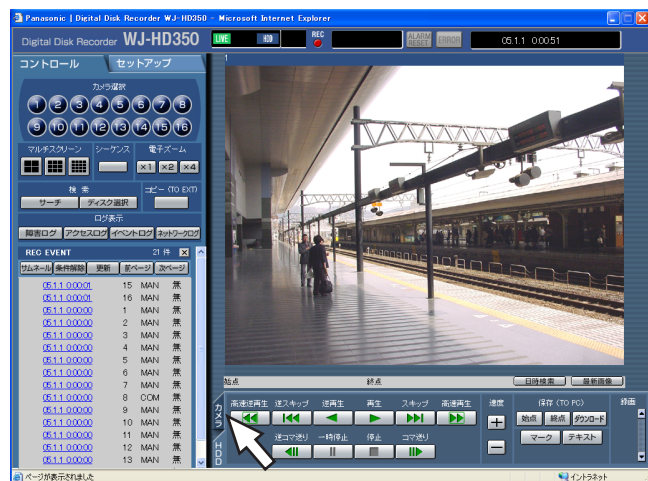 Panasonic | Digital Disk Recorder WJ-HD350 - Microsoft Internet Explorer
Digital Disk Recorder WJ-HD350
LIVE HDD REC ALARM RESET ERROR 05.1.1 0:00:51
コントロール セットアップ
1
カメラ選択
1 2 3 4 5 6 7 8
9 10 11 12 13 14 15 16
マルチスクリーン シーケンス 電子ズーム
×1 ×2 ×4
検 索 コピー (TO EXT)
サーチ ディスク選択
ログ表示
障害ログ アクセスログ イベントログ ネットワークログ
REC EVENT 21 件 X
サムネール 条件解除 更新 前ページ 次ページ
05.1.1 0:00:01 15 MAN 無
05.1.1 0:00:01 16 MAN 無
05.1.1 0:00:00 1 MAN 無
05.1.1 0:00:00 2 MAN 無
05.1.1 0:00:00 3 MAN 無
05.1.1 0:00:00 4 MAN 無
05.1.1 0:00:00 5 MAN 無
05.1.1 0:00:00 6 MAN 無
05.1.1 0:00:00 7 MAN 無
05.1.1 0:00:00 8 COM 無
05.1.1 0:00:00 9 MAN 無
05.1.1 0:00:00 10 MAN 無
05.1.1 0:00:00 11 MAN 無
05.1.1 0:00:00 12 MAN 無
05.1.1 0:00:00 13 MAN 無
始点 終点 日時検索 最新画像
カメラ
HDD
高速逆再生 逆スキップ 逆再生 再生 スキップ 高速再生 速度 保存 (TO PC) 録画
始点 終点 ダウンロード
逆コマ送り 一時停止 停止 コマ送り マーク テキスト
ページが表示されました イントラネット